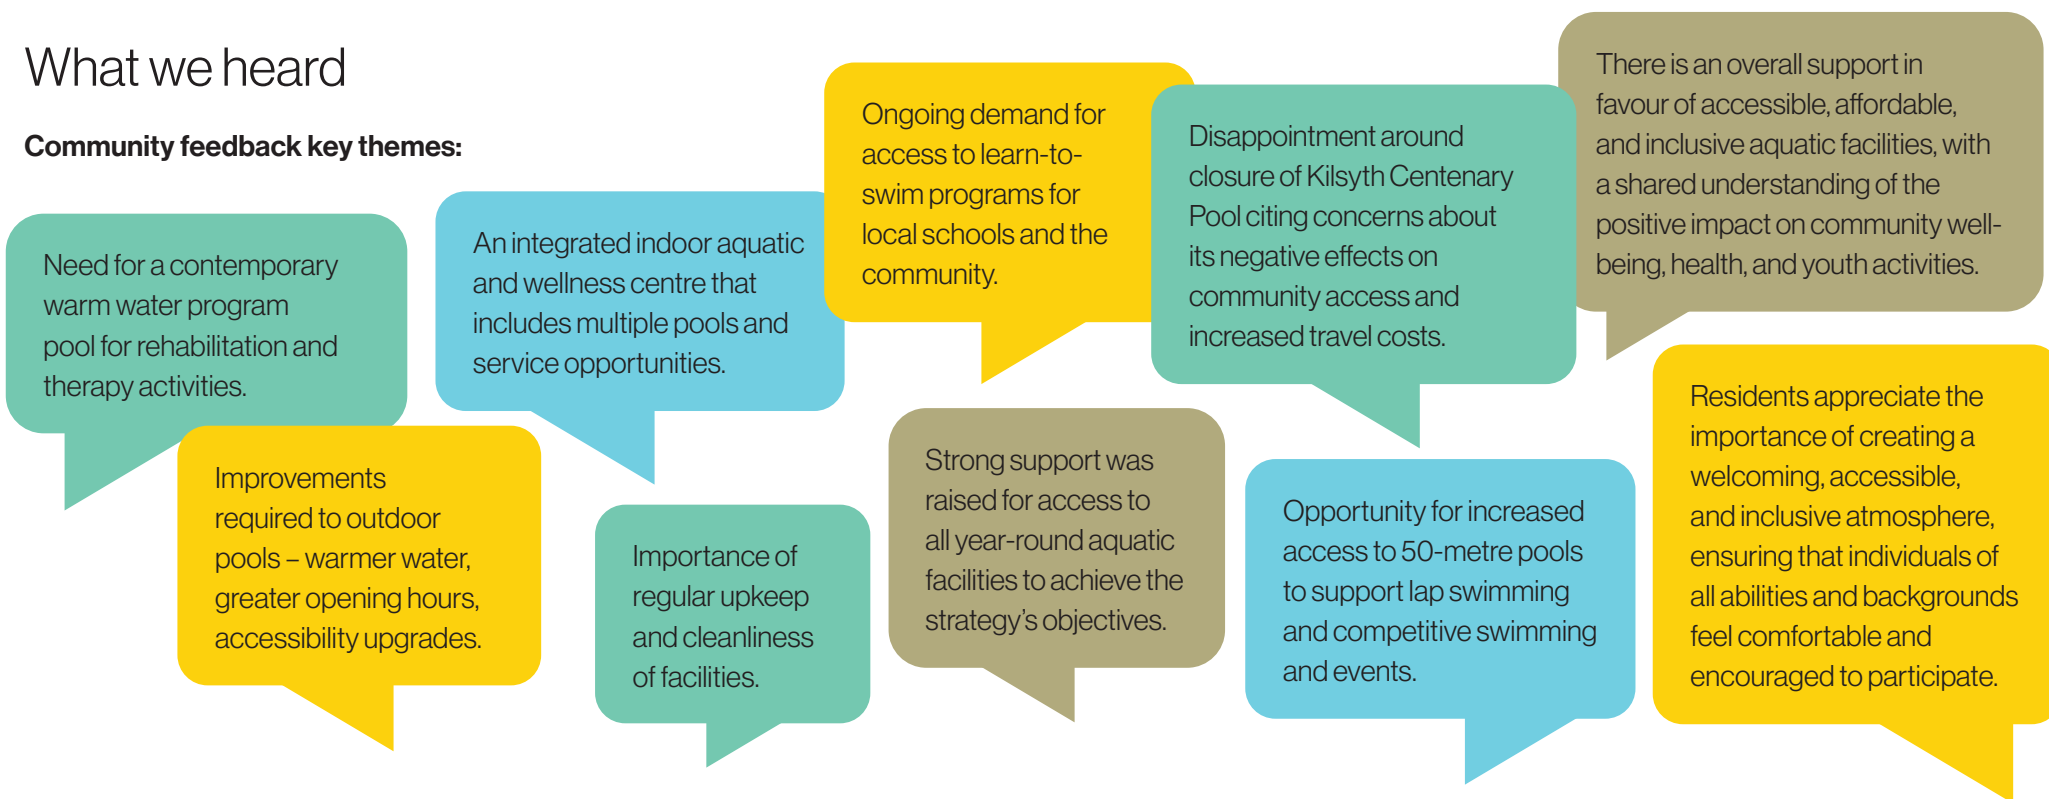 What we heard
Community feedback key themes:
Need for a contemporary
warm water program
pool for rehabilitation and
therapy activities.
Improvements
required to outdoor
pools – warmer water,
greater opening hours,
accessibility upgrades.
An integrated indoor aquatic
and wellness centre that
includes multiple pools and
service opportunities.
Importance of
regular upkeep
and cleanliness
of facilities.
Ongoing demand for
access to learn-to-
swim programs for
local schools and the
community.
Strong support was
raised for access to
all year-round aquatic
facilities to achieve the
strategy’s objectives.
Disappointment around
closure of Kilsyth Centenary
Pool citing concerns about
its negative effects on
community access and
increased travel costs.
Opportunity for increased
access to 50-metre pools
to support lap swimming
and competitive swimming
and events.
There is an overall support in
favour of accessible, affordable,
and inclusive aquatic facilities, with
a shared understanding of the
positive impact on community well-
being, health, and youth activities.
Residents appreciate the
importance of creating a
welcoming, accessible,
and inclusive atmosphere,
ensuring that individuals of
all abilities and backgrounds
feel comfortable and
encouraged to participate.